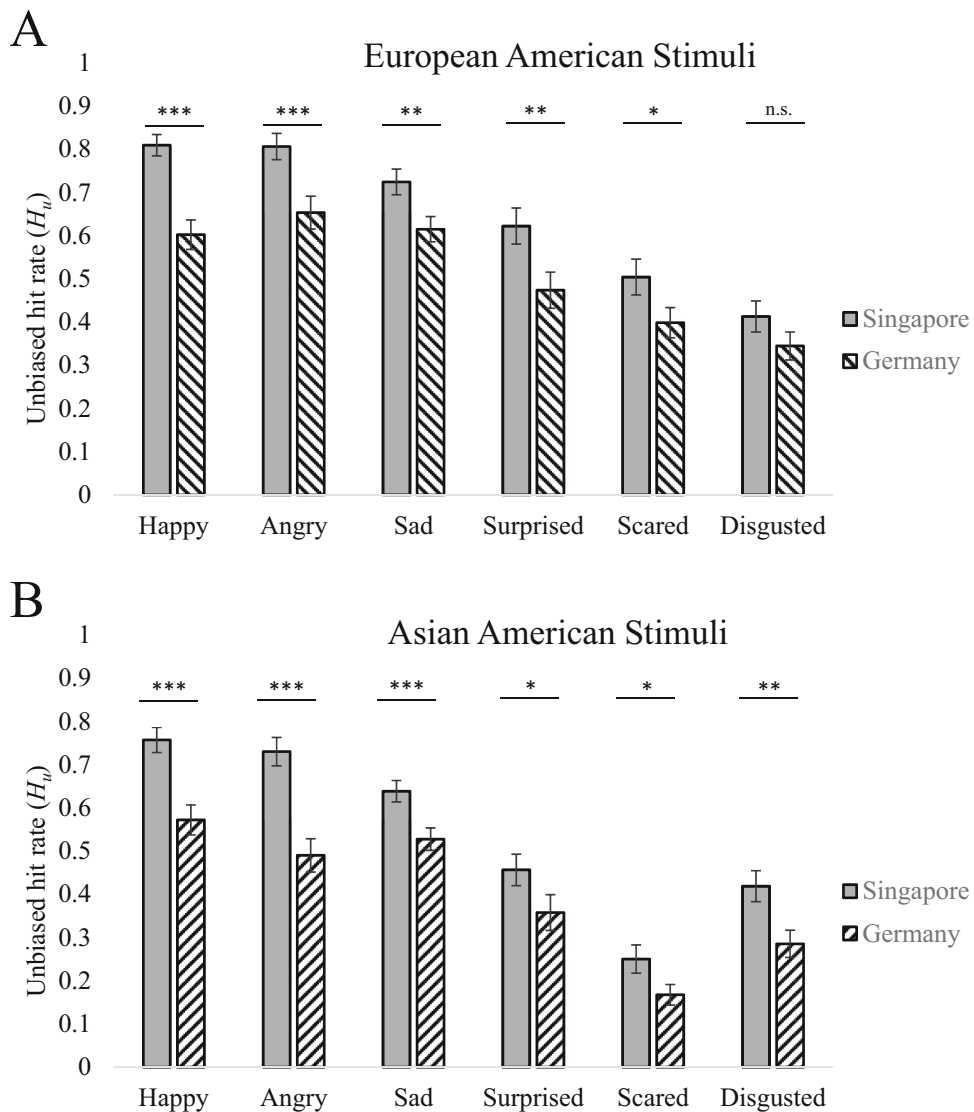 A
European American Stimuli
1
0.9
0.8
0.7
0.6
0.5
0.4
0.3
0.2
0.1
0
Unbiased hit rate (Hu)
*** *** ** ** * n.s.
Singapore
Germany
Happy Angry Sad Surprised Scared Disgusted
B
Asian American Stimuli
1
0.9
0.8
0.7
0.6
0.5
0.4
0.3
0.2
0.1
0
Unbiased hit rate (Hu)
*** *** *** * * **
Singapore
Germany
Happy Angry Sad Surprised Scared Disgusted